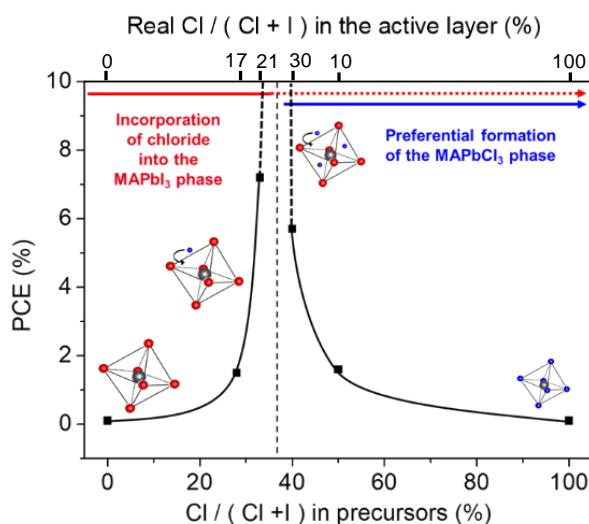 Real Cl / ( Cl + I ) in the active layer (%)
0 17 21 30 10 100
10
8
6
4
2
0
PCE (%)
Incorporation
of chloride
into the
MAPbI₃ phase
Preferential formation
of the MAPbCl₃ phase
0 20 40 60 80 100
Cl / ( Cl +I ) in precursors (%)